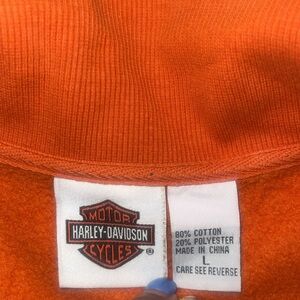 MOTOR
HARLEY-DAVIDSON
CYCLES
®
80% COTTON
20% POLYESTER
MADE IN CHINA
L
CARE SEE REVERSE